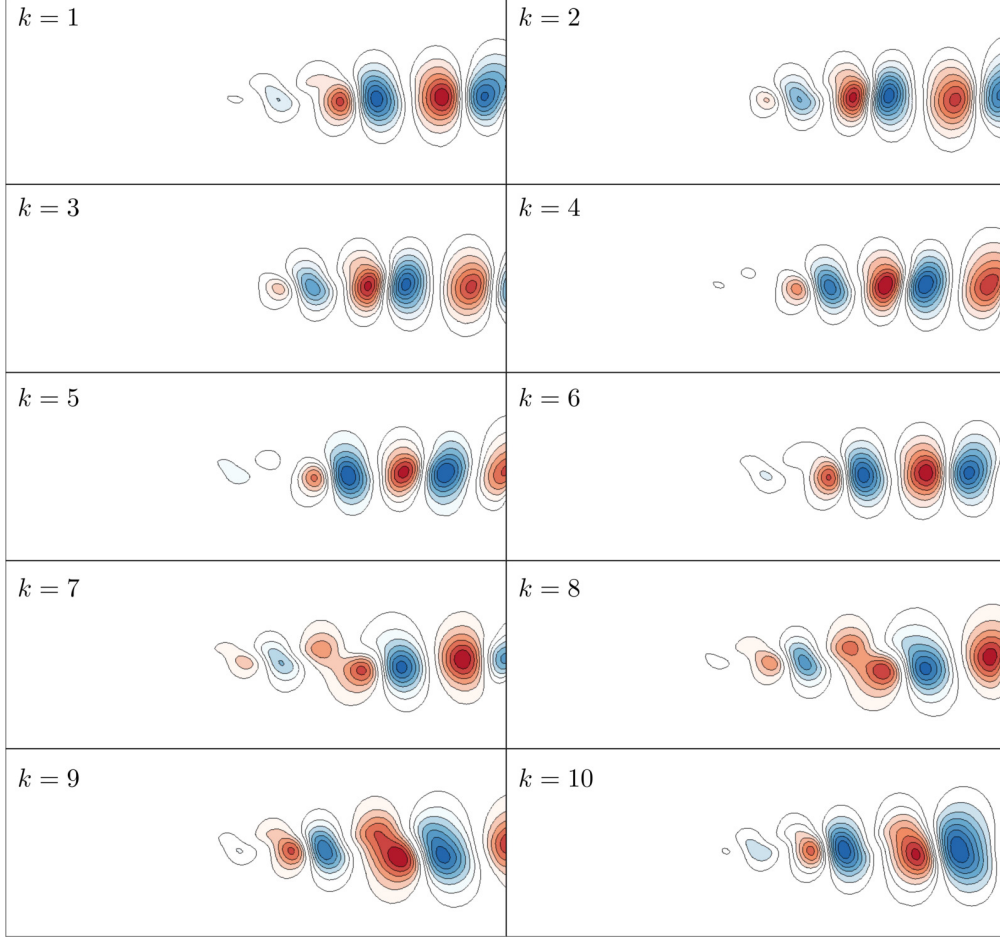 k = 1
k = 2
k = 3
k = 4
k = 5
k = 6
k = 7
k = 8
k = 9
k = 10